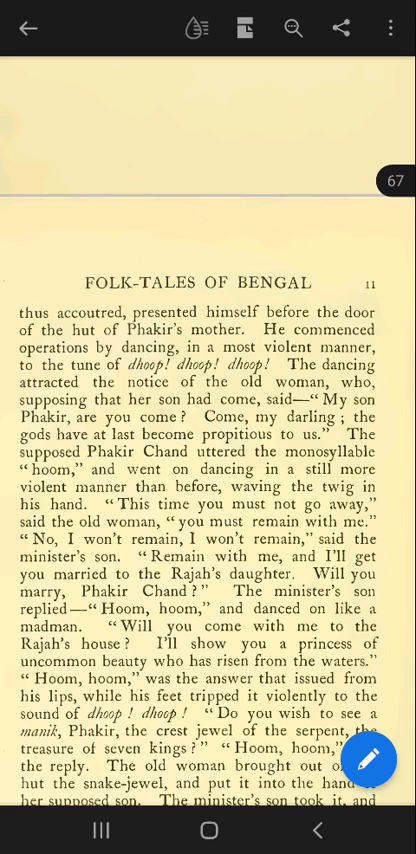 67
FOLK-TALES OF BENGAL 11
thus accoutred, presented himself before the door
of the hut of Phakir's mother. He commenced
operations by dancing, in a most violent manner,
to the tune of dhoop! dhoop! dhoop! The dancing
attracted the notice of the old woman, who,
supposing that her son had come, said—“ My son
Phakir, are you come ? Come, my darling ; the
gods have at last become propitious to us.” The
supposed Phakir Chand uttered the monosyllable
“ hoom,” and went on dancing in a still more
violent manner than before, waving the twig in
his hand. “ This time you must not go away,”
said the old woman, “ you must remain with me.”
“ No, I won't remain, I won't remain,” said the
minister's son. “ Remain with me, and I'll get
you married to the Rajah's daughter. Will you
marry, Phakir Chand ? ” The minister's son
replied—“ Hoom, hoom,” and danced on like a
madman. “ Will you come with me to the
Rajah's house ? I'll show you a princess of
uncommon beauty who has risen from the waters.”
“ Hoom, hoom,” was the answer that issued from
his lips, while his feet tripped it violently to the
sound of dhoop ! dhoop ! “ Do you wish to see a
manik, Phakir, the crest jewel of the serpent, the
treasure of seven kings ? ” “ Hoom, hoom,”
the reply. The old woman brought out
hut the snake-jewel, and put it into the hand
her supposed son. The minister's son took it, and